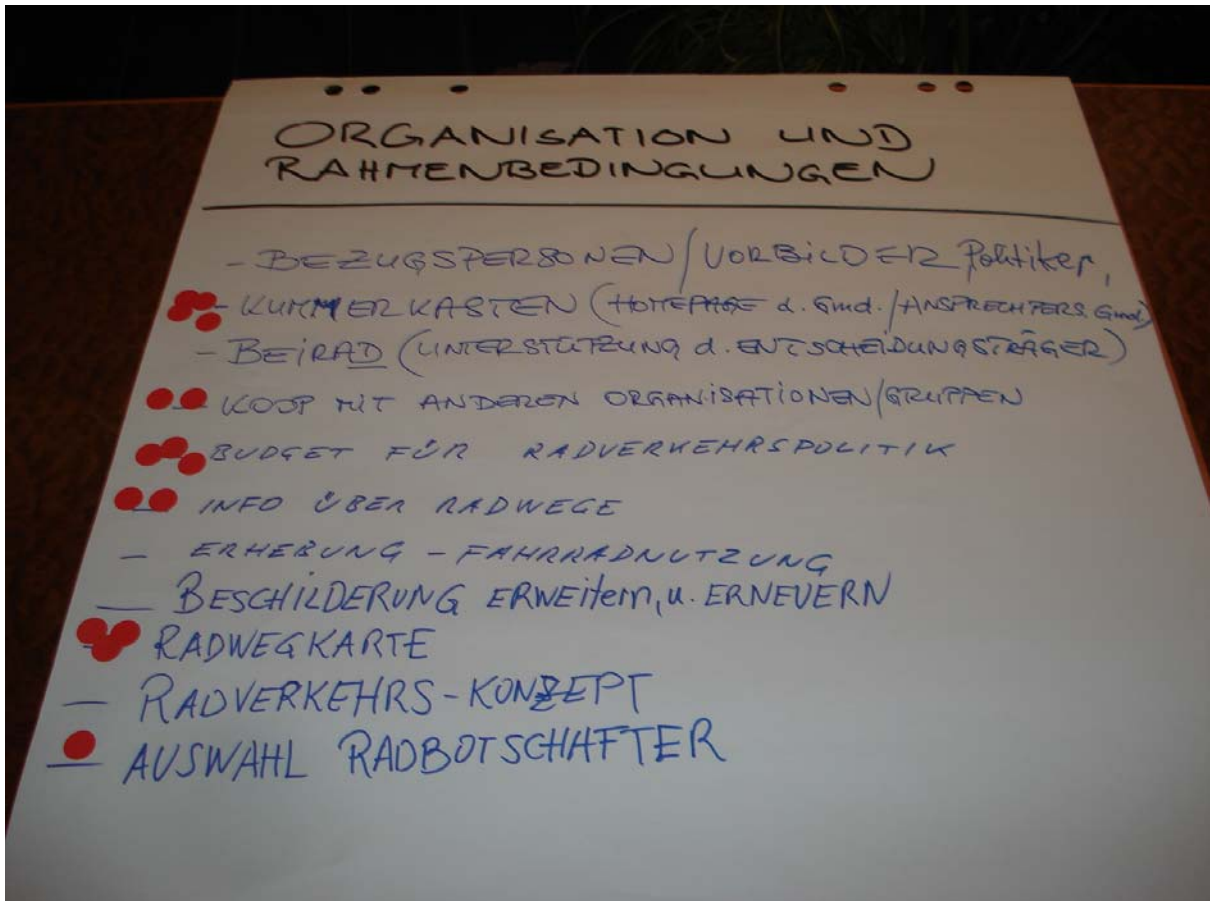 ORGANISATION UND
RAHMENBEDINGUNGEN
- BEZUGSPERSONEN/VORBILDER Politiker,
- KUMMERKASTEN (HOMEPAGE d. Gmd./ANSPRECHPERS. Gmd)
- BEIRAD (UNTERSTÜTZUNG d. ENTSCHEIDUNGSTRÄGER)
- KOOP MIT ANDEREN ORGANISATIONEN/GRUPPEN
BUDGET FÜR RADVERKEHRSPOLITIK
- INFO ÜBER RADWEGE
- ERHEBUNG - FAHRRADNUTZUNG
- BESCHILDERUNG ERWEITern, u. ERNEUERN
- RADWEGKARTE
- RADVERKEHRS-KONZEPT
- AUSWAHL RADBOTSCHAFTER